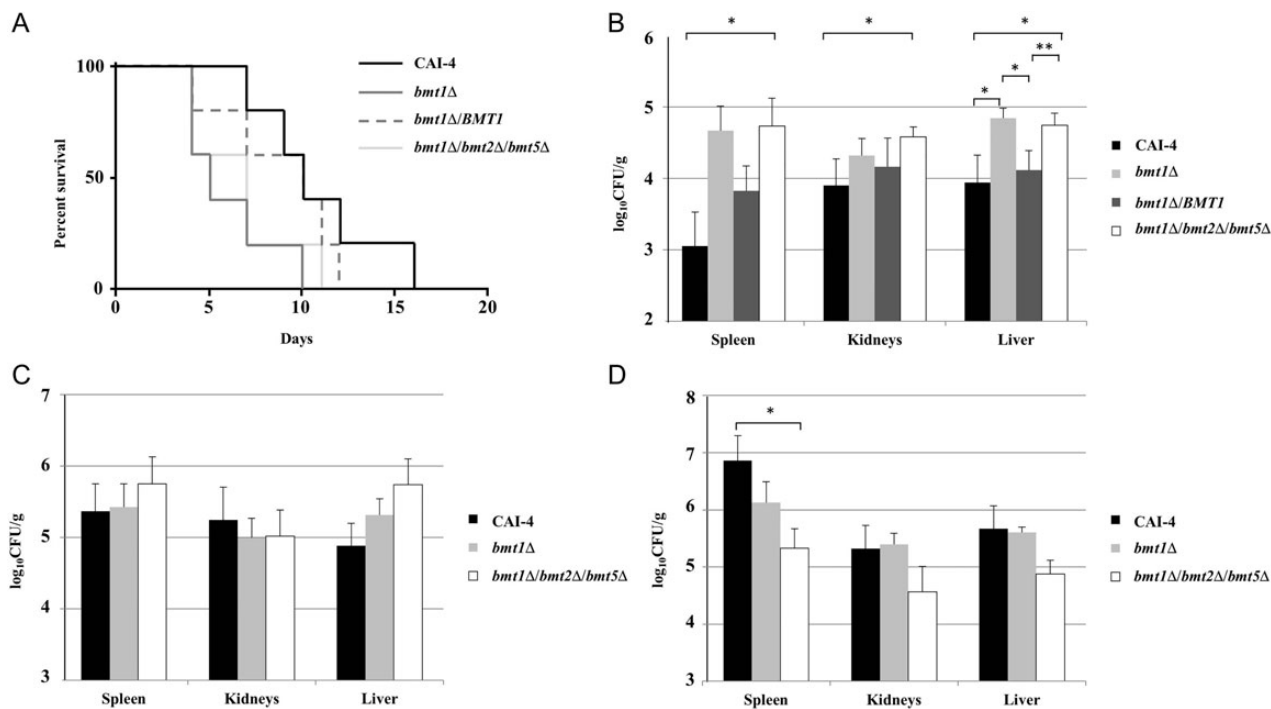 A
Percent survival
100
50
0
0 5 10 15 20
Days
CAI-4
bmt1Δ
bmt1Δ/BMT1
bmt1Δ/bmt2Δ/bmt5Δ
B
log₁₀CFU/g
6
5
4
3
2
* * *
**
*
*
Spleen Kidneys Liver
CAI-4
bmt1Δ
bmt1Δ/BMT1
bmt1Δ/bmt2Δ/bmt5Δ
C
log₁₀CFU/g
7
6
5
4
3
Spleen Kidneys Liver
CAI-4
bmt1Δ
bmt1Δ/bmt2Δ/bmt5Δ
D
log₁₀CFU/g
8
7
6
5
4
3
*
Spleen Kidneys Liver
CAI-4
bmt1Δ
bmt1Δ/bmt2Δ/bmt5Δ